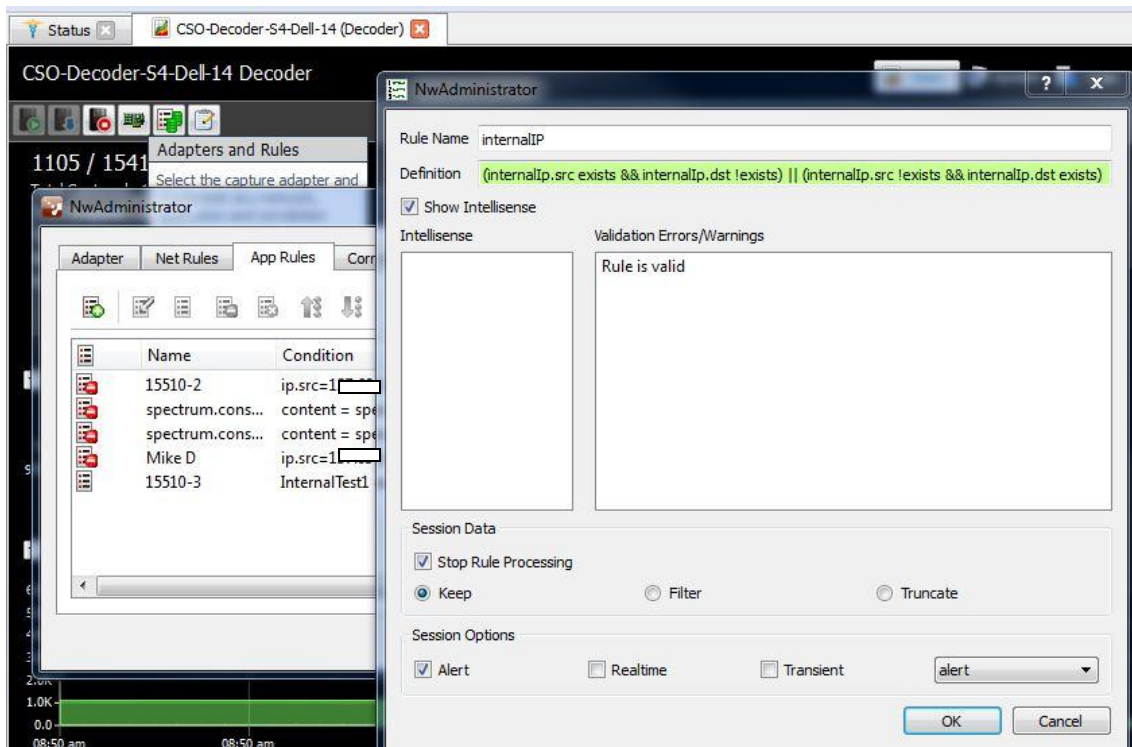 Status
CSO-Decoder-S4-Dell-14 (Decoder)
CSO-Decoder-S4-Dell-14 Decoder
Adapters and Rules
1105 / 1541
Select the capture adapter and
NwAdministrator
Adapter Net Rules App Rules
Name Condition
15510-2 ip.src=1
spectrum.cons... content = spe
spectrum.cons... content = spe
Mike D ip.src=1
15510-3 InternalTest1
2.0K
1.0K
0.0
08:50 am 08:50 am
NwAdministrator
? X
Rule Name internalIP
Definition (internalIp.src exists && internalIp.dst !exists) || (internalIp.src !exists && internalIp.dst exists)
Show Intellisense
Intellisense Validation Errors/Warnings
Rule is valid
Session Data
Stop Rule Processing
Keep Filter Truncate
Session Options
Alert Realtime Transient alert
OK Cancel